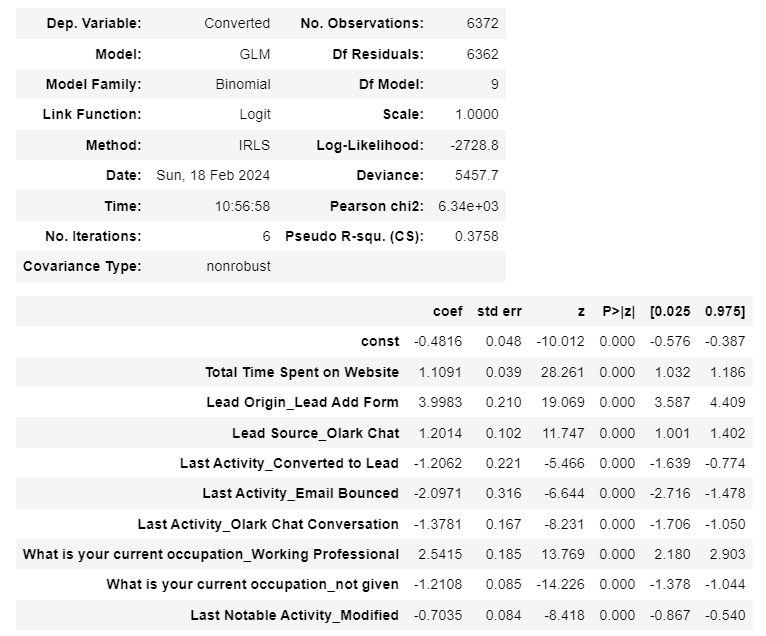 Dep. Variable: Converted No. Observations: 6372
Model: GLM Df Residuals: 6362
Model Family: Binomial Df Model: 9
Link Function: Logit Scale: 1.0000
Method: IRLS Log-Likelihood: -2728.8
Date: Sun, 18 Feb 2024 Deviance: 5457.7
Time: 10:56:58 Pearson chi2: 6.34e+03
No. Iterations: 6 Pseudo R-squ. (CS): 0.3758
Covariance Type: nonrobust
coef std err z P>|z| [0.025 0.975]
const -0.4816 0.048 -10.012 0.000 -0.576 -0.387
Total Time Spent on Website 1.1091 0.039 28.261 0.000 1.032 1.186
Lead Origin_Lead Add Form 3.9983 0.210 19.069 0.000 3.587 4.409
Lead Source_Olark Chat 1.2014 0.102 11.747 0.000 1.001 1.402
Last Activity_Converted to Lead -1.2062 0.221 -5.466 0.000 -1.639 -0.774
Last Activity_Email Bounced -2.0971 0.316 -6.644 0.000 -2.716 -1.478
Last Activity_Olark Chat Conversation -1.3781 0.167 -8.231 0.000 -1.706 -1.050
What is your current occupation_Working Professional 2.5415 0.185 13.769 0.000 2.180 2.903
What is your current occupation_not given -1.2108 0.085 -14.226 0.000 -1.378 -1.044
Last Notable Activity_Modified -0.7035 0.084 -8.418 0.000 -0.867 -0.540